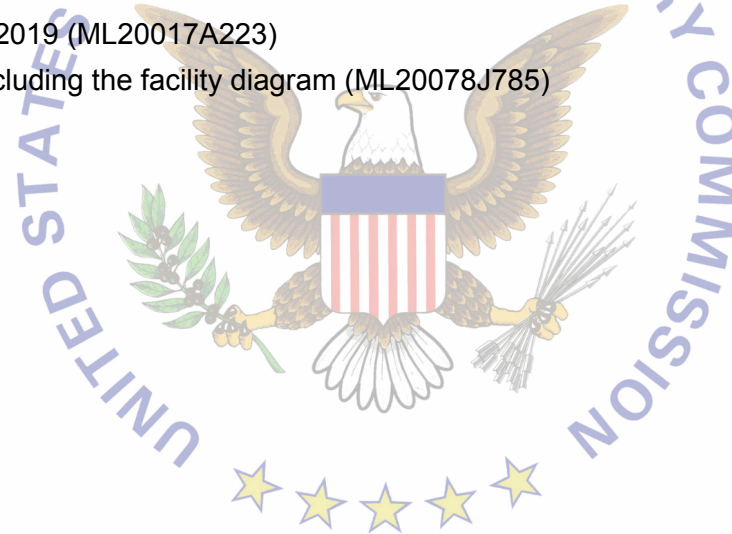 2019 (ML20017A223)
cluding the facility diagram (ML20078J785)
UNITED STATES
Y COMMISSION